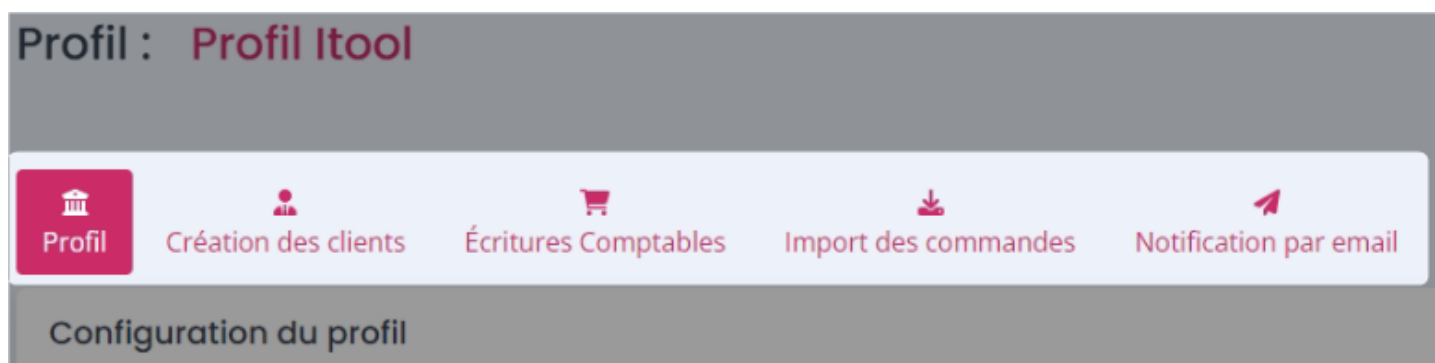 Profil : Profil Itool
Profil Création des clients Écritures Comptables Import des commandes Notification par email
Configuration du profil